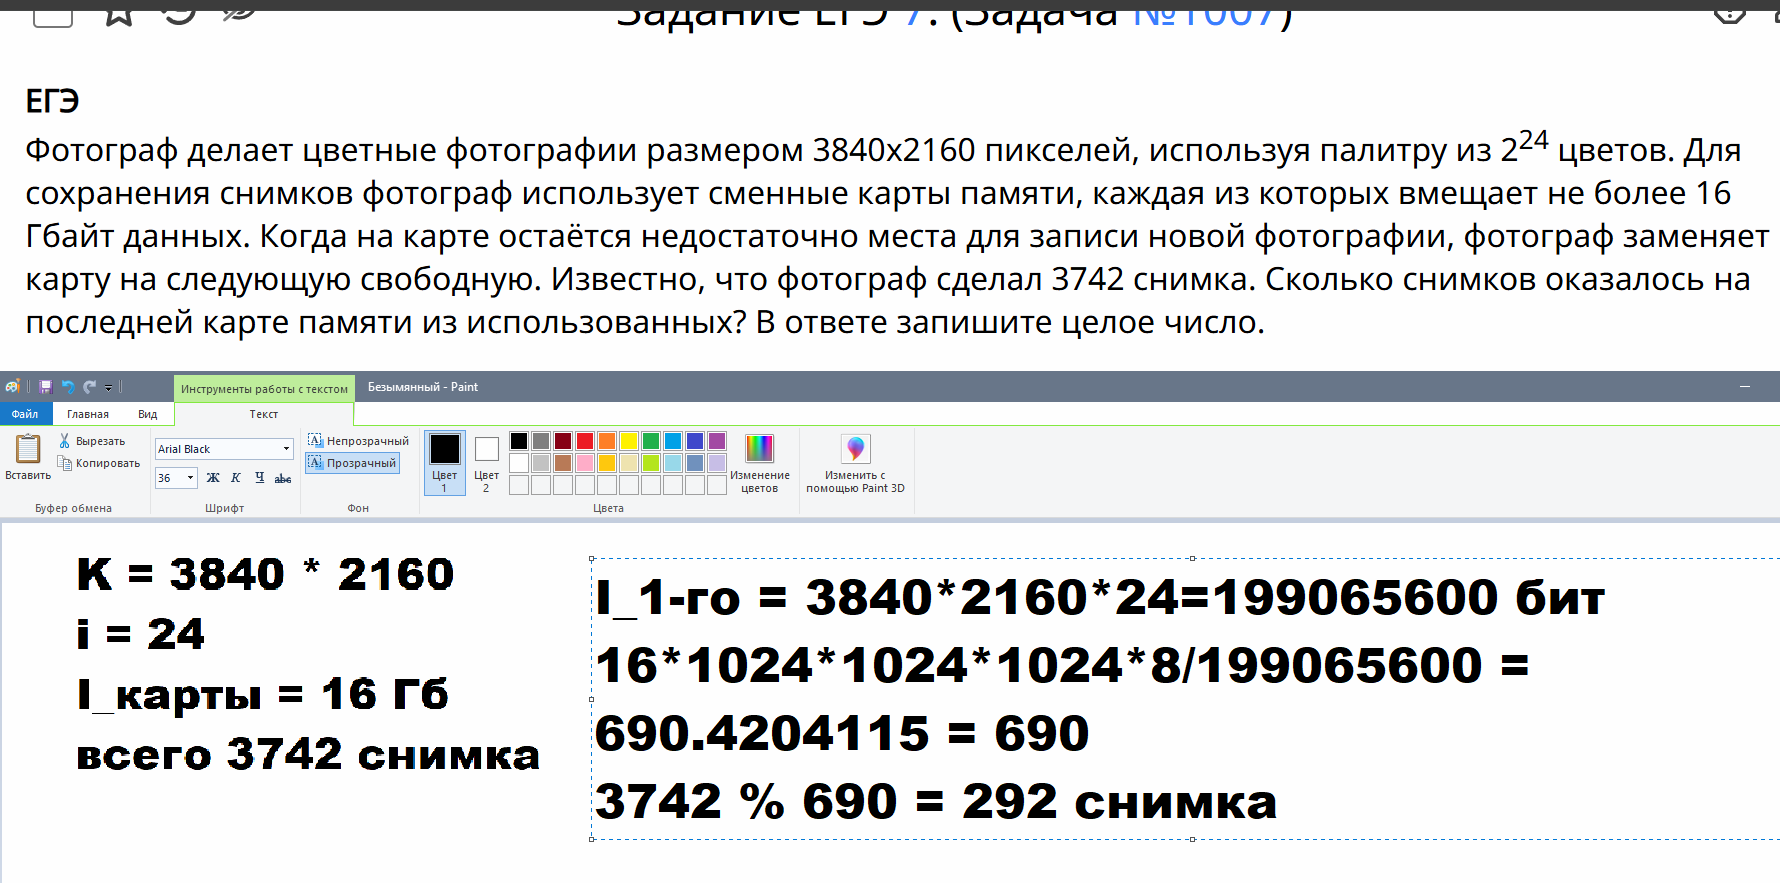 Задание ЕГЭ 7. (Задача №1007)
ЕГЭ
Фотограф делает цветные фотографии размером 3840x2160 пикселей, используя палитру из 2^24 цветов. Для
сохранения снимков фотограф использует сменные карты памяти, каждая из которых вмещает не более 16
Гбайт данных. Когда на карте остаётся недостаточно места для записи новой фотографии, фотограф заменяет
карту на следующую свободную. Известно, что фотограф сделал 3742 снимка. Сколько снимков оказалось на
последней карте памяти из использованных? В ответе запишите целое число.
Инструменты работы с текстом
Безымянный - Paint
Файл Главная Вид Текст
Вставить
Вырезать
Копировать
Буфер обмена
Arial Black
36 Ж К Ч abc
Шрифт
Непрозрачный
Прозрачный
Фон
Цвет 1
Цвет 2
Цвета
Изменение цветов
Изменить с помощью Paint 3D
K = 3840 * 2160
i = 24
I_карты = 16 Гб
всего 3742 снимка
I_1-го = 3840*2160*24=199065600 бит
16*1024*1024*1024*8/199065600 =
690.4204115 = 690
3742 % 690 = 292 снимка